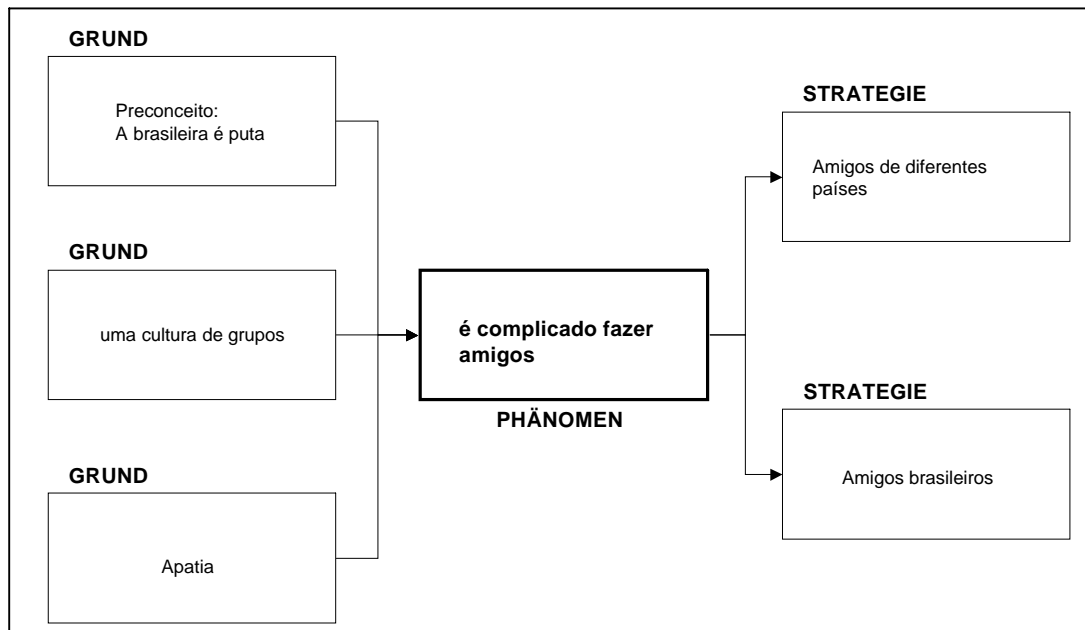 GRUND
Preconceito:
A brasileira é puta
GRUND
uma cultura de grupos
GRUND
Apatia
é complicado fazer
amigos
PHÄNOMEN
STRATEGIE
Amigos de diferentes
países
STRATEGIE
Amigos brasileiros